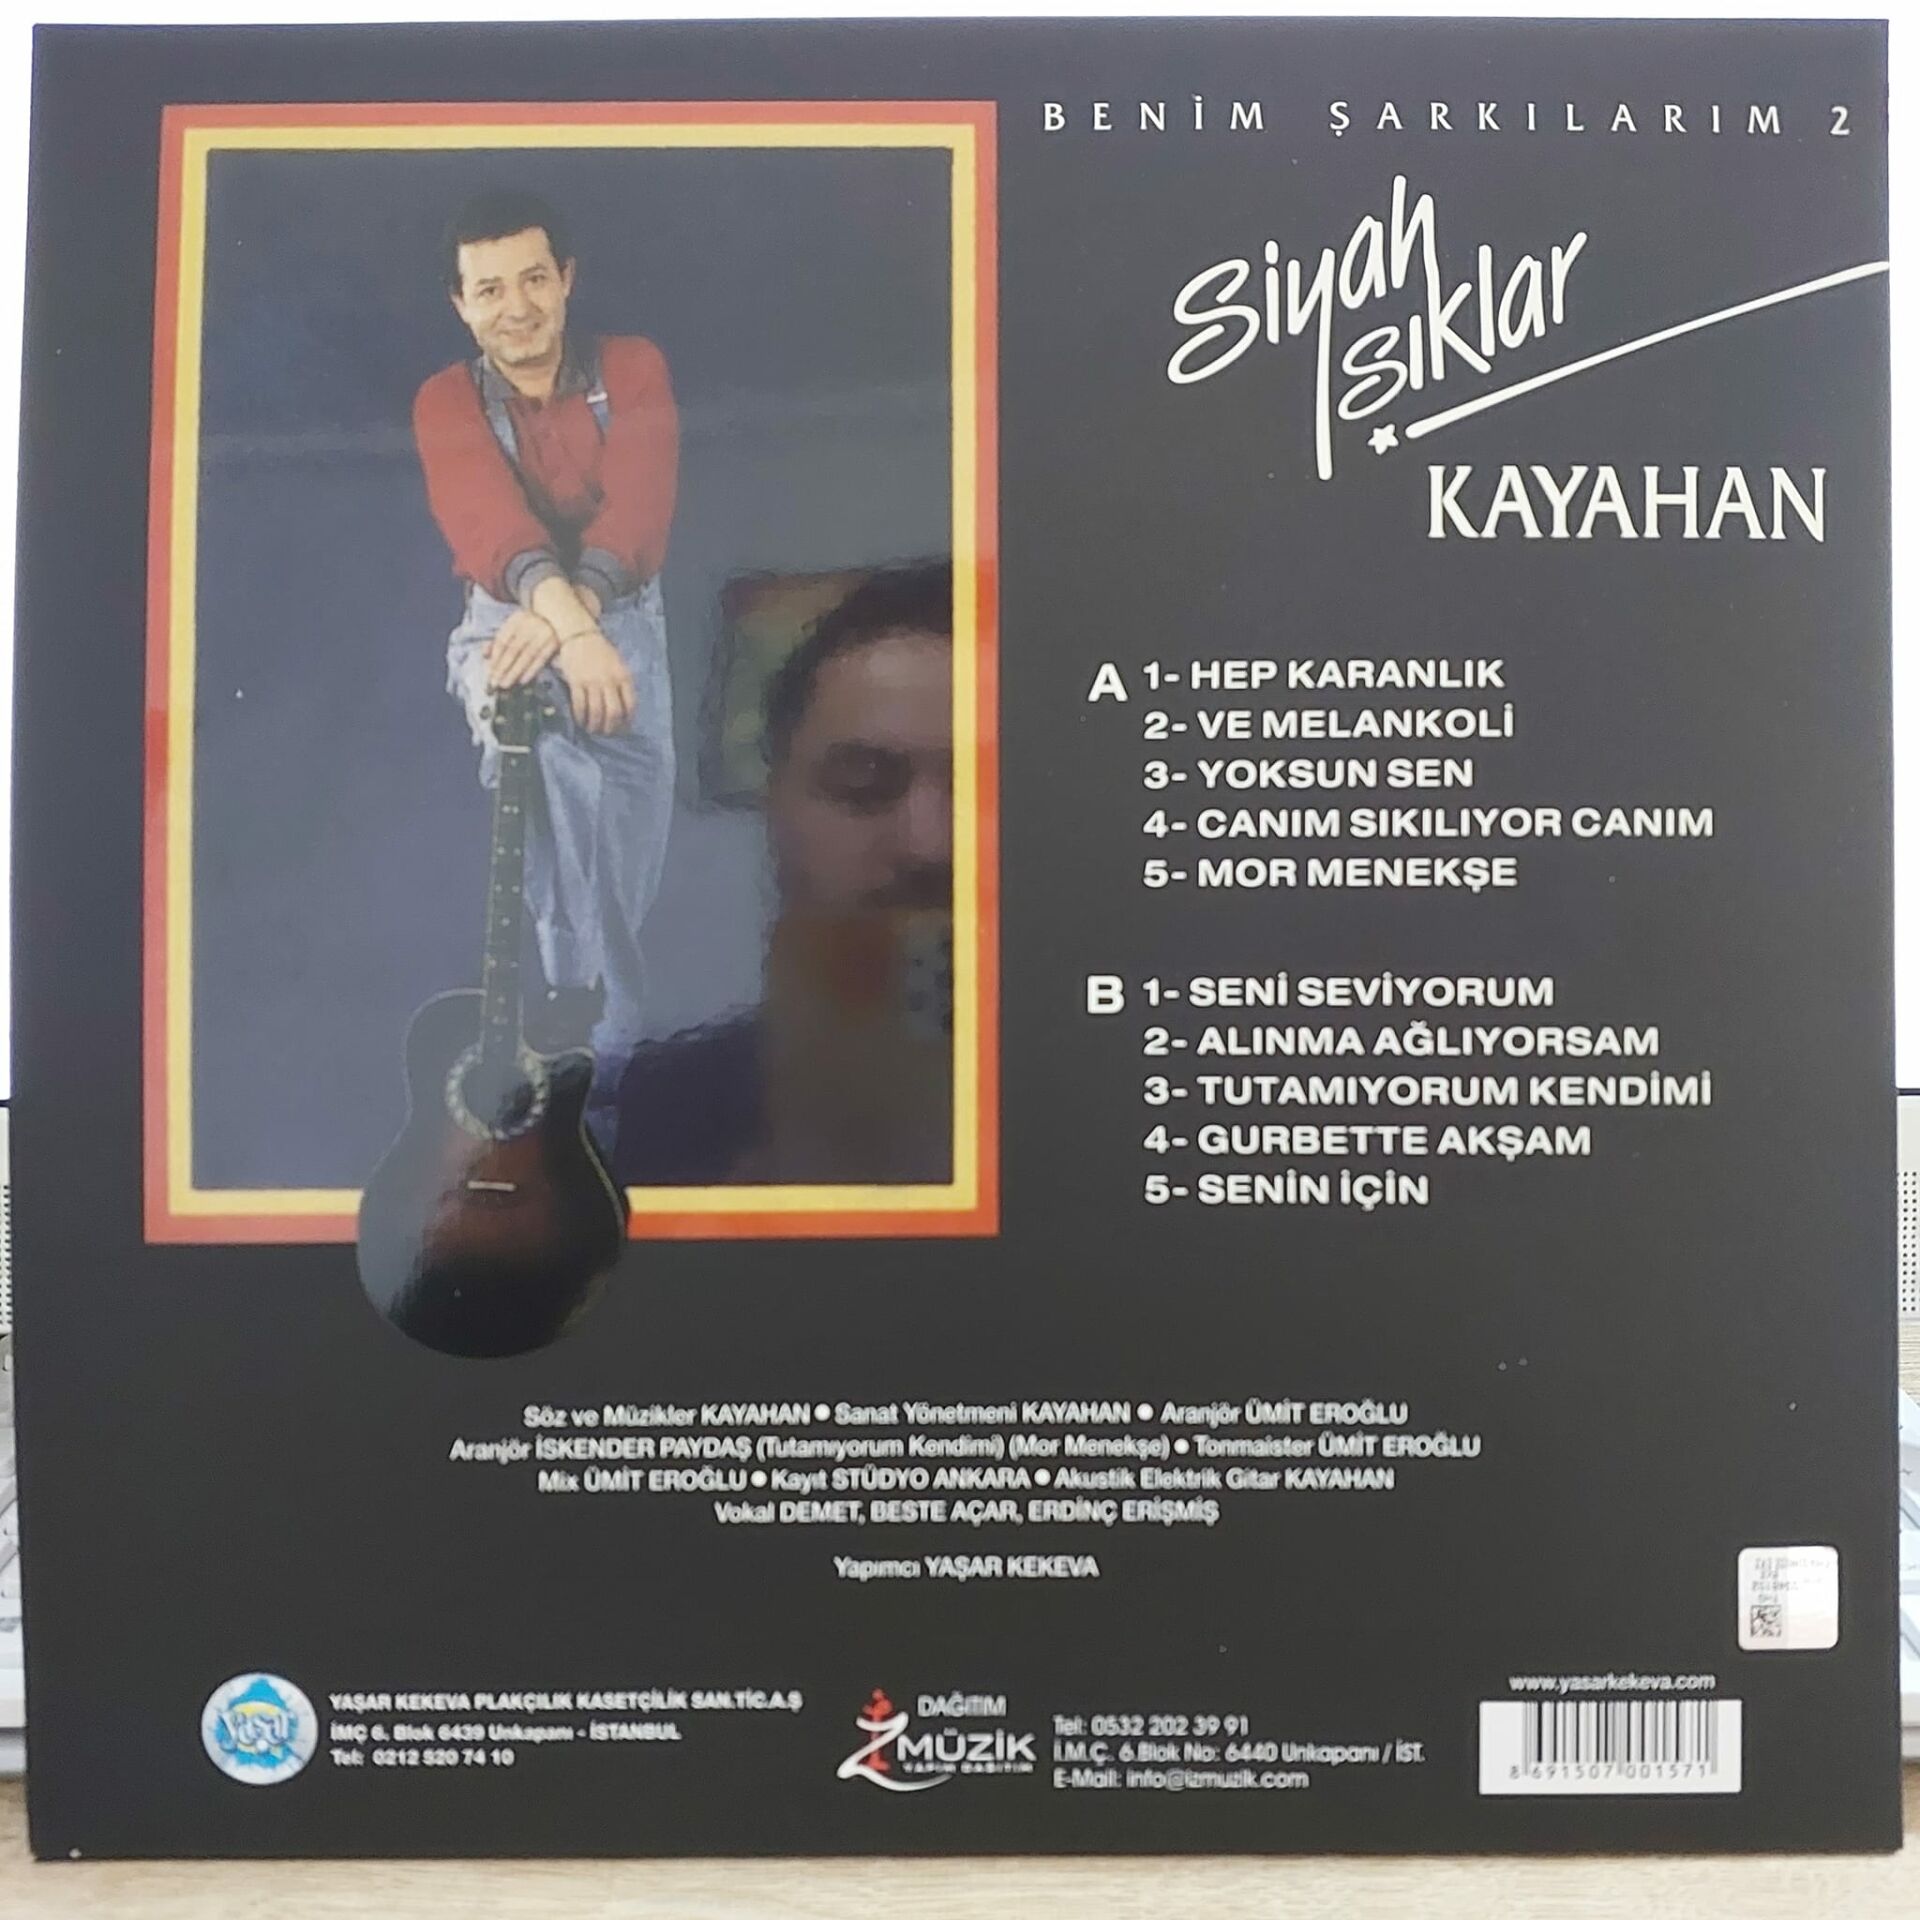 BENİM ŞARKILARIM 2
Siyah
Işıklar
KAYAHAN
A 1- HEP KARANLIK
2- VE MELANKOLİ
3- YOKSUN SEN
4- CANIM SIKILIYOR CANIM
5- MOR MENEKŞE
B 1- SENİ SEVİYORUM
2- ALINMA AĞLIYORSAM
3- TUTAMIYORUM KENDİMİ
4- GURBETTE AKŞAM
5- SENİN İÇİN
Söz ve Müzikler KAYAHAN • Sanat Yönetmeni KAYAHAN • Aranjör ÜMİT EROĞLU
Aranjör İSKENDER PAYDAŞ (Tutamıyorum Kendimi) (Mor Menekşe) • Tonmaister ÜMİT EROĞLU
Mix ÜMİT EROĞLU • Kayıt STÜDYO ANKARA • Akustik Elektrik Gitar KAYAHAN
Vokal DEMET, BESTE AÇAR, ERDİNÇ ERİŞMİŞ
Yapımcı YAŞAR KEKEVA
Yaşar
YAŞAR KEKEVA PLAKÇILIK KASETÇİLİK SAN.TİC.A.Ş
İMÇ 6. Blok 6439 Unkapanı - İSTANBUL
Tel: 0212 520 74 10
DAĞITIM
İZ MÜZİK
YAPIM DAĞITIM
Tel: 0532 202 39 91
İ.M.Ç. 6.Blok No: 6440 Unkapanı / İST.
E-Mail: info@izmuzik.com
www.yasarkekeva.com
8 691507 001571